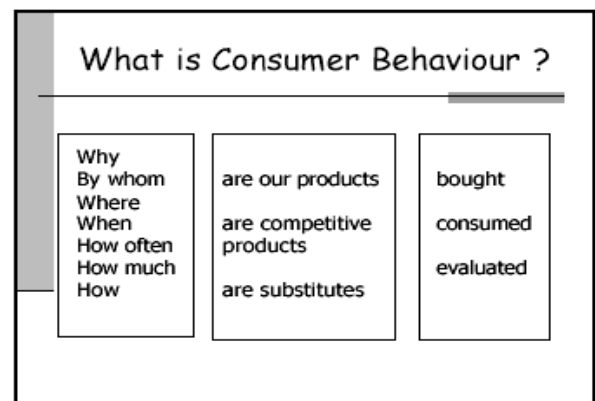 What is Consumer Behaviour ?
Why
By whom
Where
When
How often
How much
How
are our products
are competitive
products
are substitutes
bought
consumed
evaluated